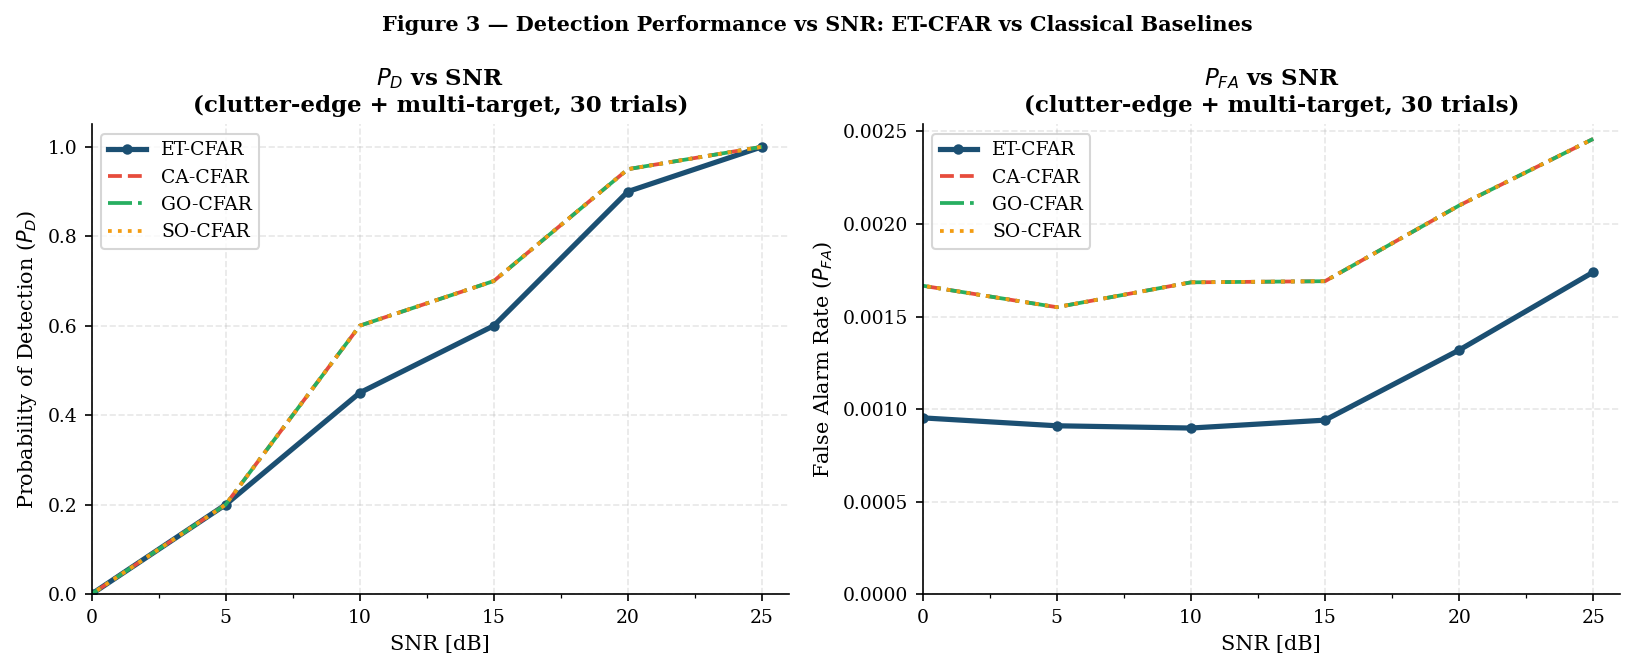 Figure 3 — Detection Performance vs SNR: ET-CFAR vs Classical Baselines
P_D vs SNR
(clutter-edge + multi-target, 30 trials)
ET-CFAR
CA-CFAR
GO-CFAR
SO-CFAR
Probability of Detection (P_D)
1.0
0.8
0.6
0.4
0.2
0.0
0 5 10 15 20 25
SNR [dB]
P_FA vs SNR
(clutter-edge + multi-target, 30 trials)
ET-CFAR
CA-CFAR
GO-CFAR
SO-CFAR
False Alarm Rate (P_FA)
0.0025
0.0020
0.0015
0.0010
0.0005
0.0000
0 5 10 15 20 25
SNR [dB]